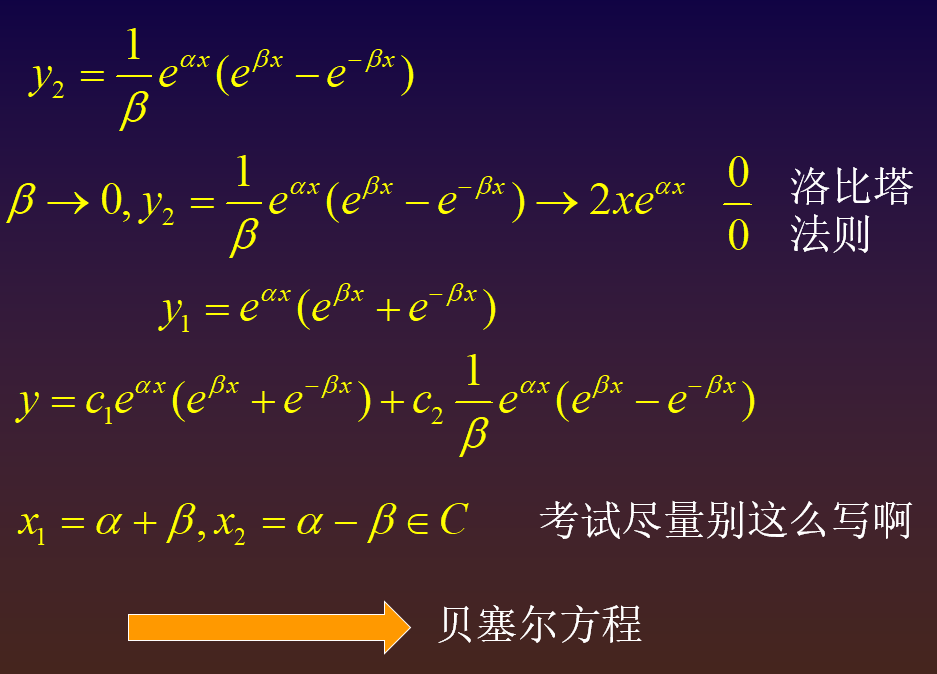 y₂ = 1/β e^{αx}(e^{βx} − e^{−βx})
β → 0, y₂ = 1/β e^{αx}(e^{βx} − e^{−βx}) → 2xe^{αx} 0/0 洛比塔
法则
y₁ = e^{αx}(e^{βx} + e^{−βx})
y = c₁e^{αx}(e^{βx} + e^{−βx}) + c₂ 1/β e^{αx}(e^{βx} − e^{−βx})
x₁ = α + β, x₂ = α − β ∈ C 考试尽量别这么写啊
贝塞尔方程